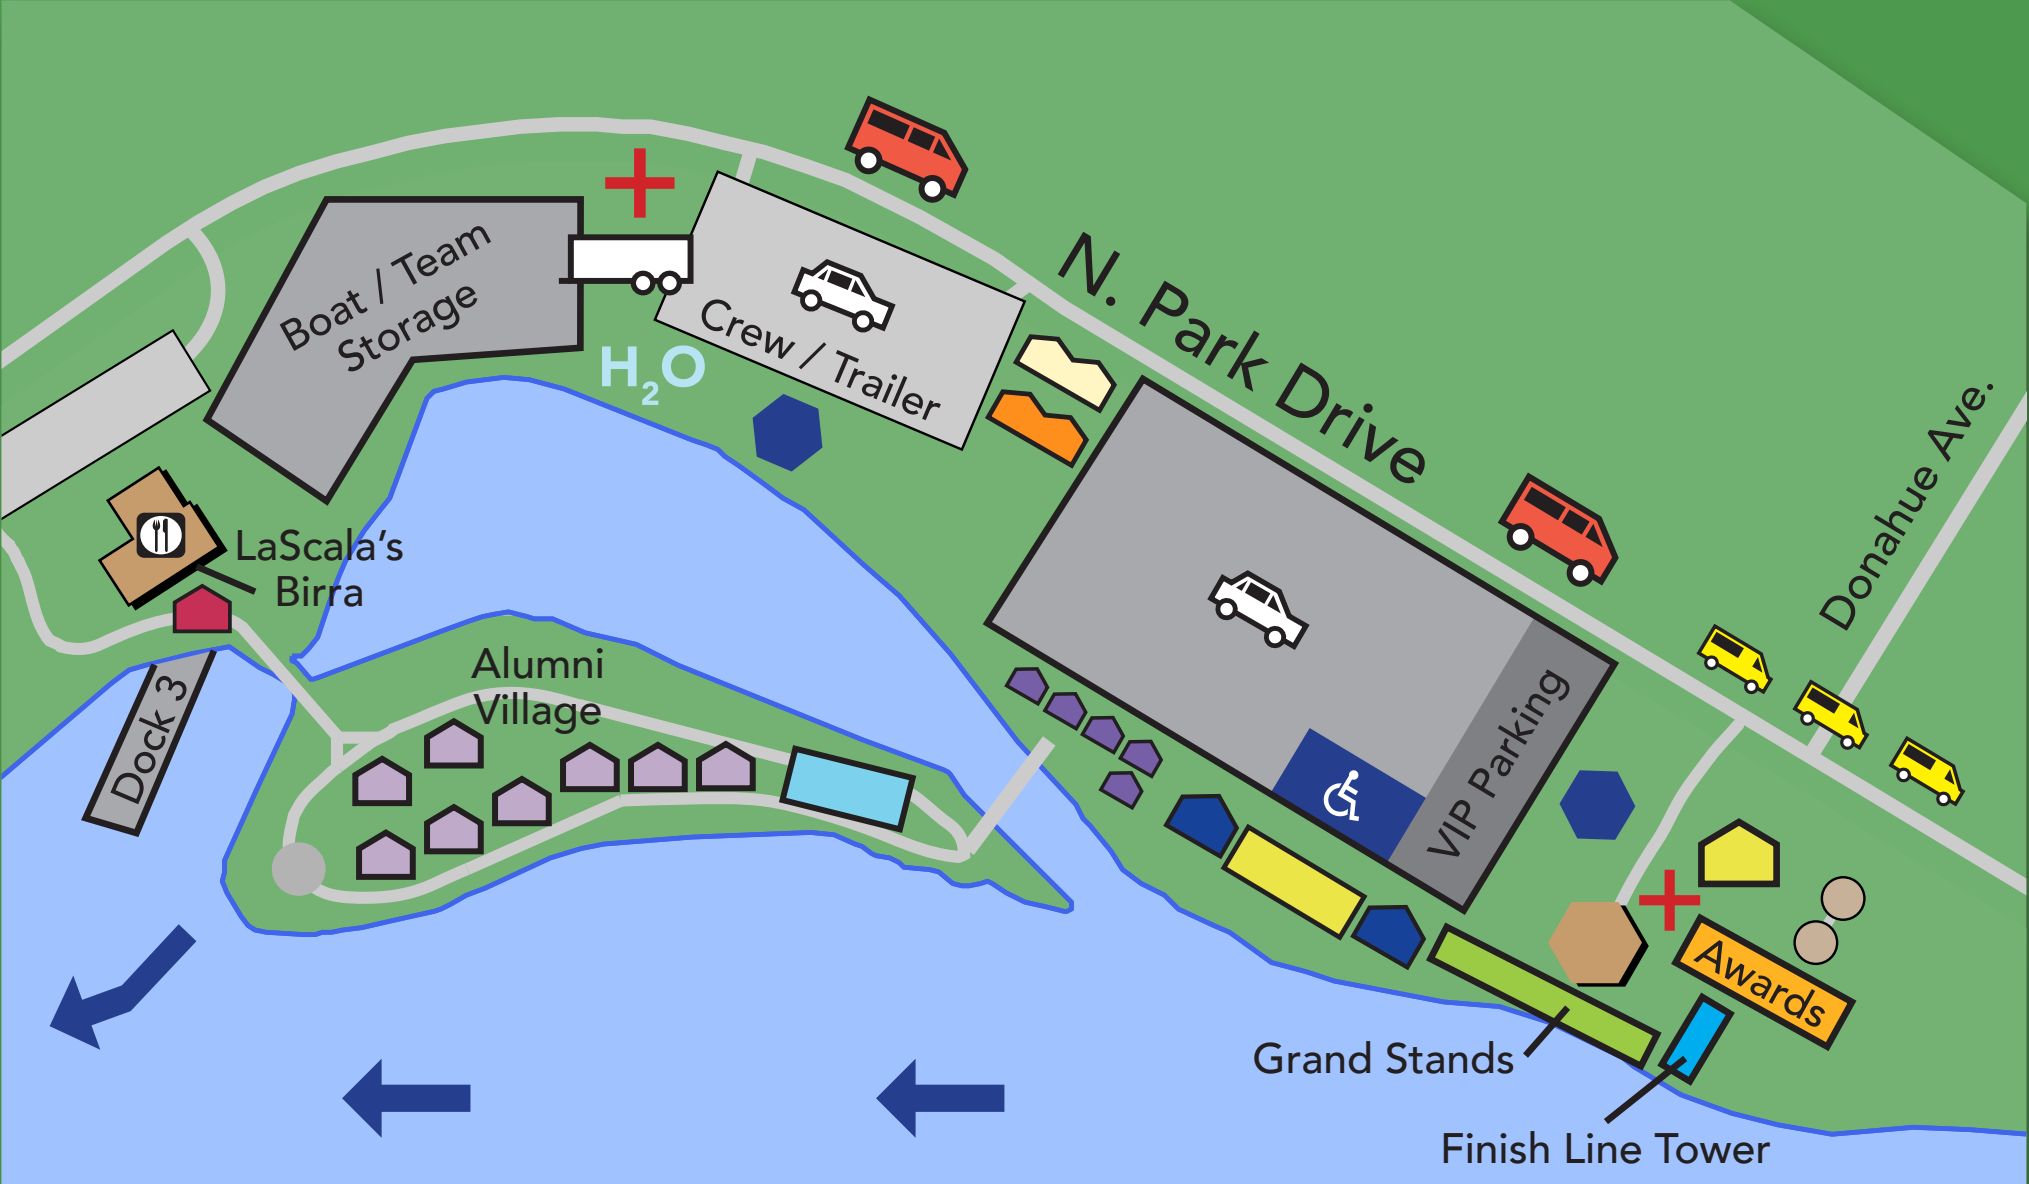 N. Park Drive
Boat / Team
Storage
Crew / Trailer
H₂O
Donahue Ave.
LaScala's
Birra
Alumni
Village
Dock 3
VIP Parking
Awards
Grand Stands
Finish Line Tower